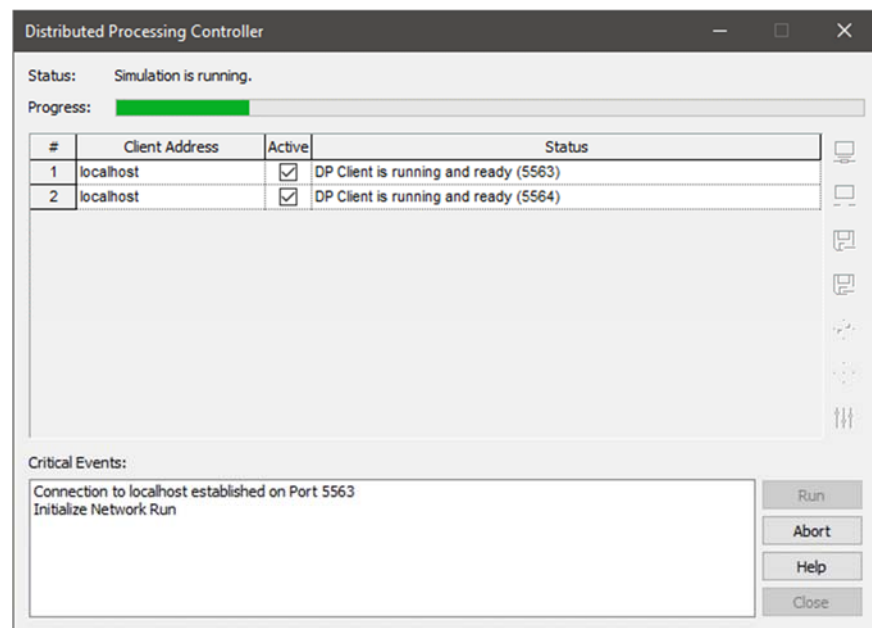 Distributed Processing Controller
Status: Simulation is running.
Progress:
# Client Address Active Status
1 localhost DP Client is running and ready (5563)
2 localhost DP Client is running and ready (5564)
Critical Events:
Connection to localhost established on Port 5563
Initialize Network Run
Run
Abort
Help
Close